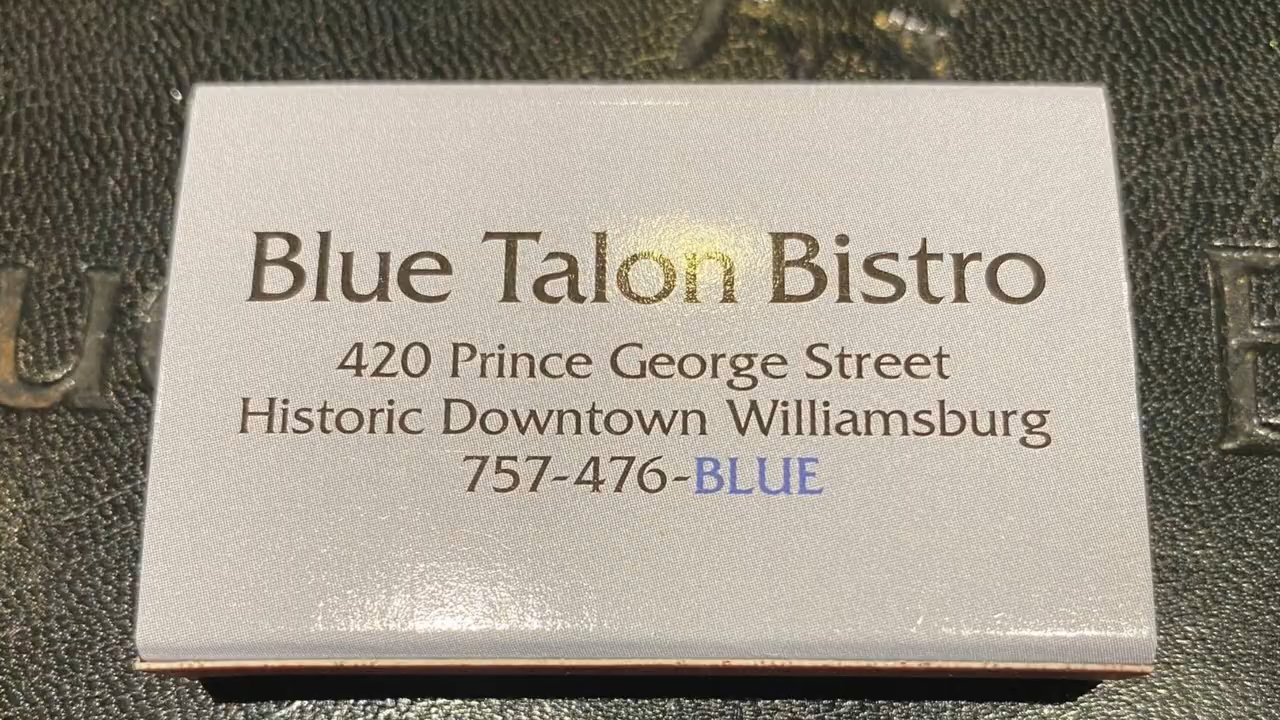 Blue Talon Bistro
420 Prince George Street
Historic Downtown Williamsburg
757-476-BLUE